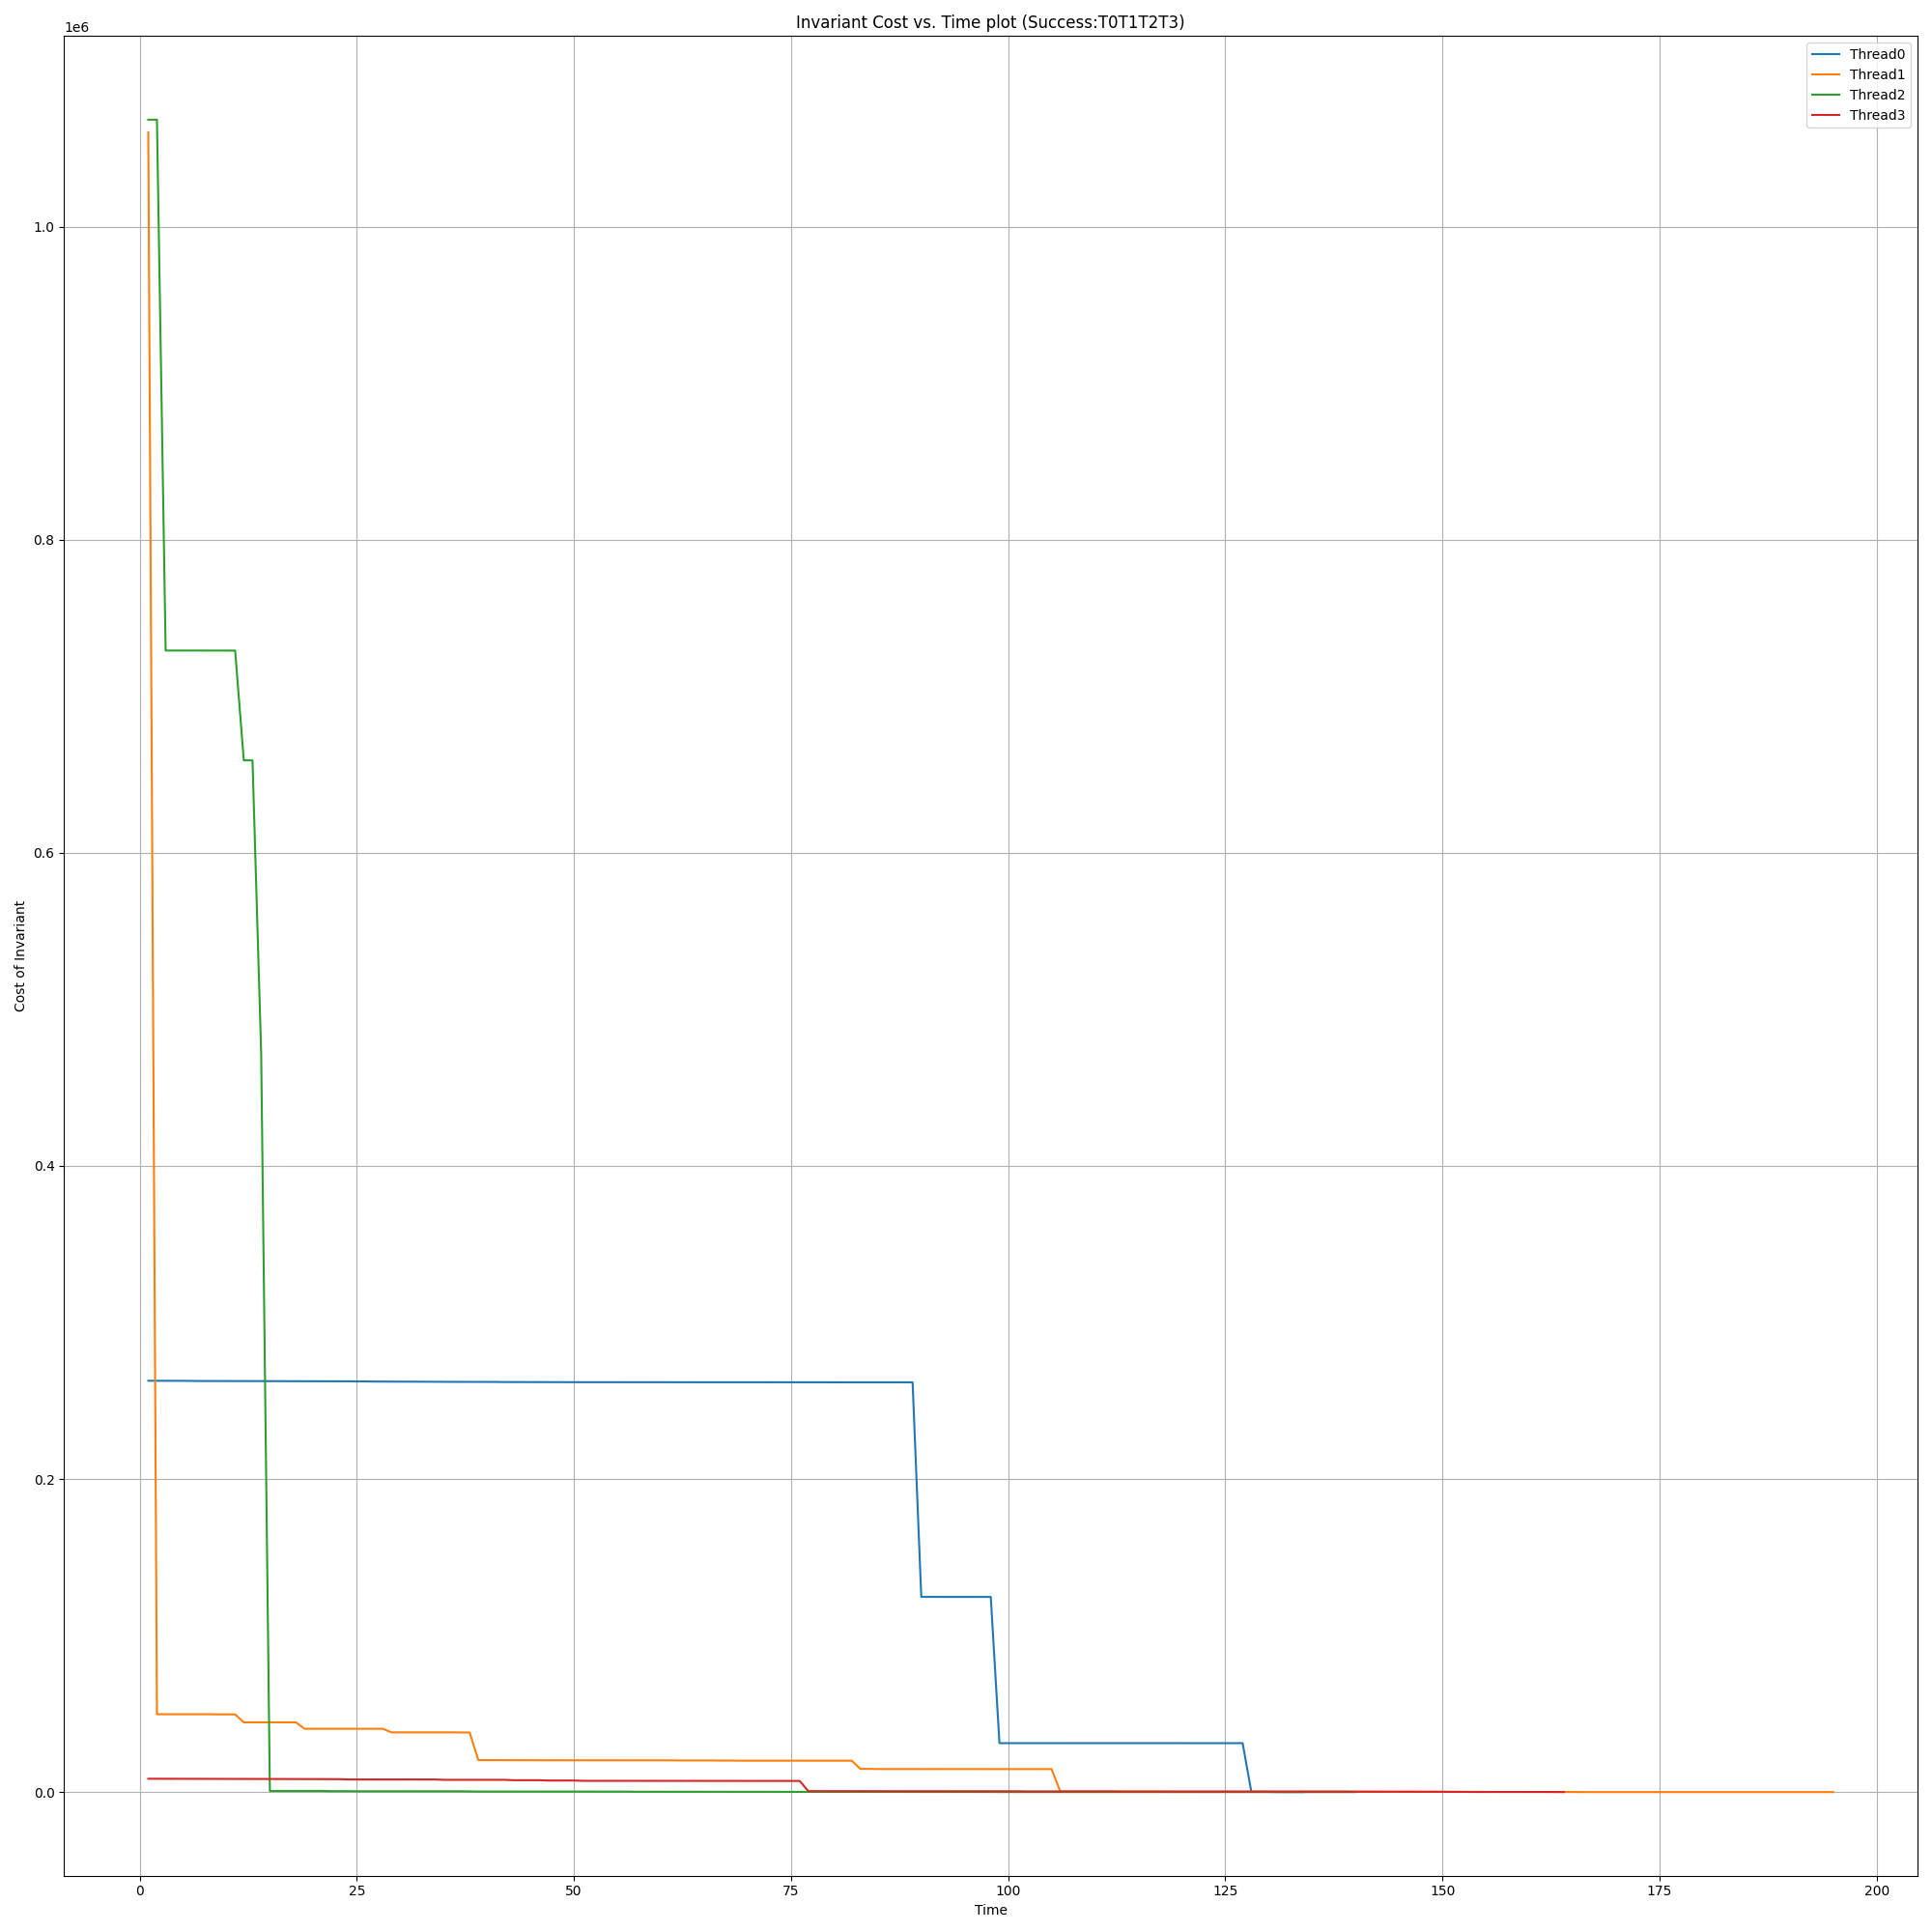 Invariant Cost vs. Time plot (Success:T0T1T2T3)
1e6
Thread0
Thread1
Thread2
Thread3
1.0
0.8
0.6
0.4
0.2
0.0
Cost of Invariant
0 25 50 75 100 125 150 175 200
Time